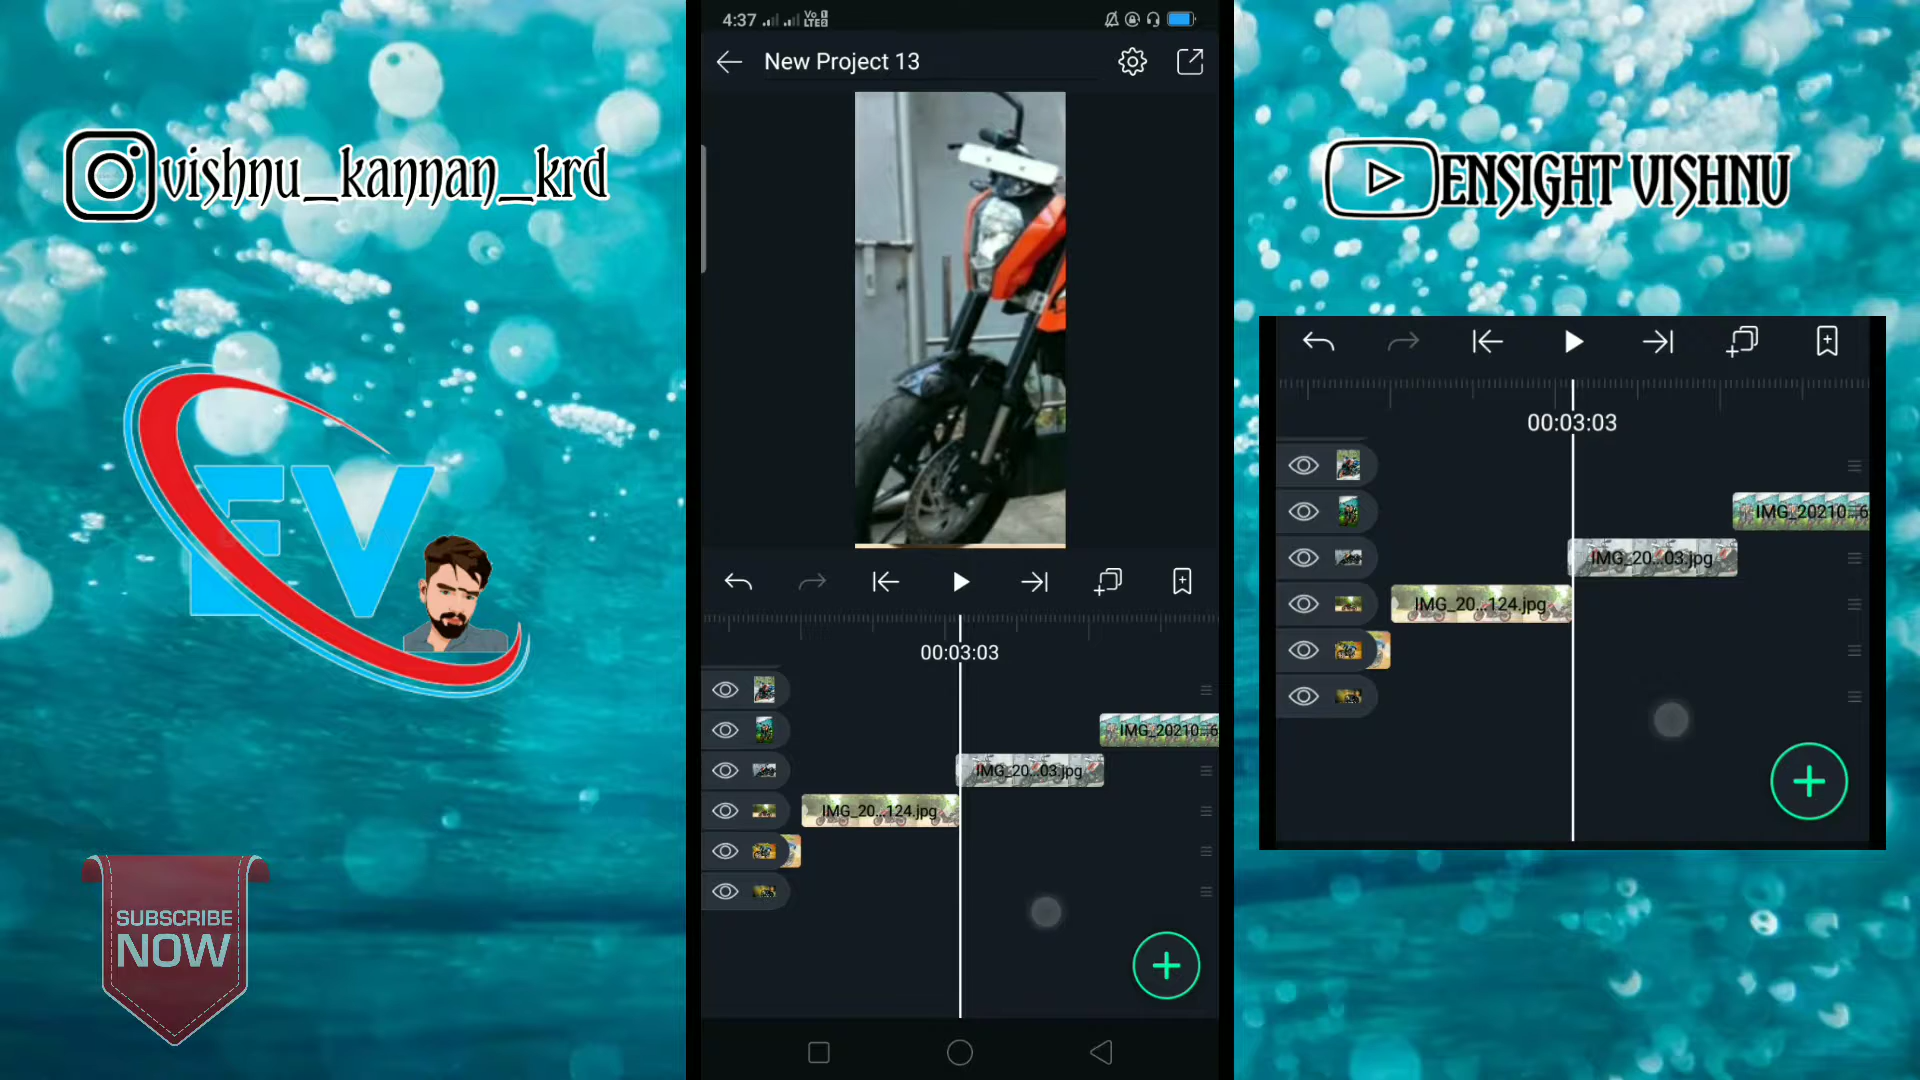 vishnu_kannan_krd
EV
SUBSCRIBE
NOW
4:37
New Project 13
00:03:03
IMG_20210...6
IMG_20...03.jpg
IMG_20...124.jpg
ENSIGHT VISHNU
00:03:03
IMG_20210...6
IMG_20...03.jpg
IMG_20...124.jpg